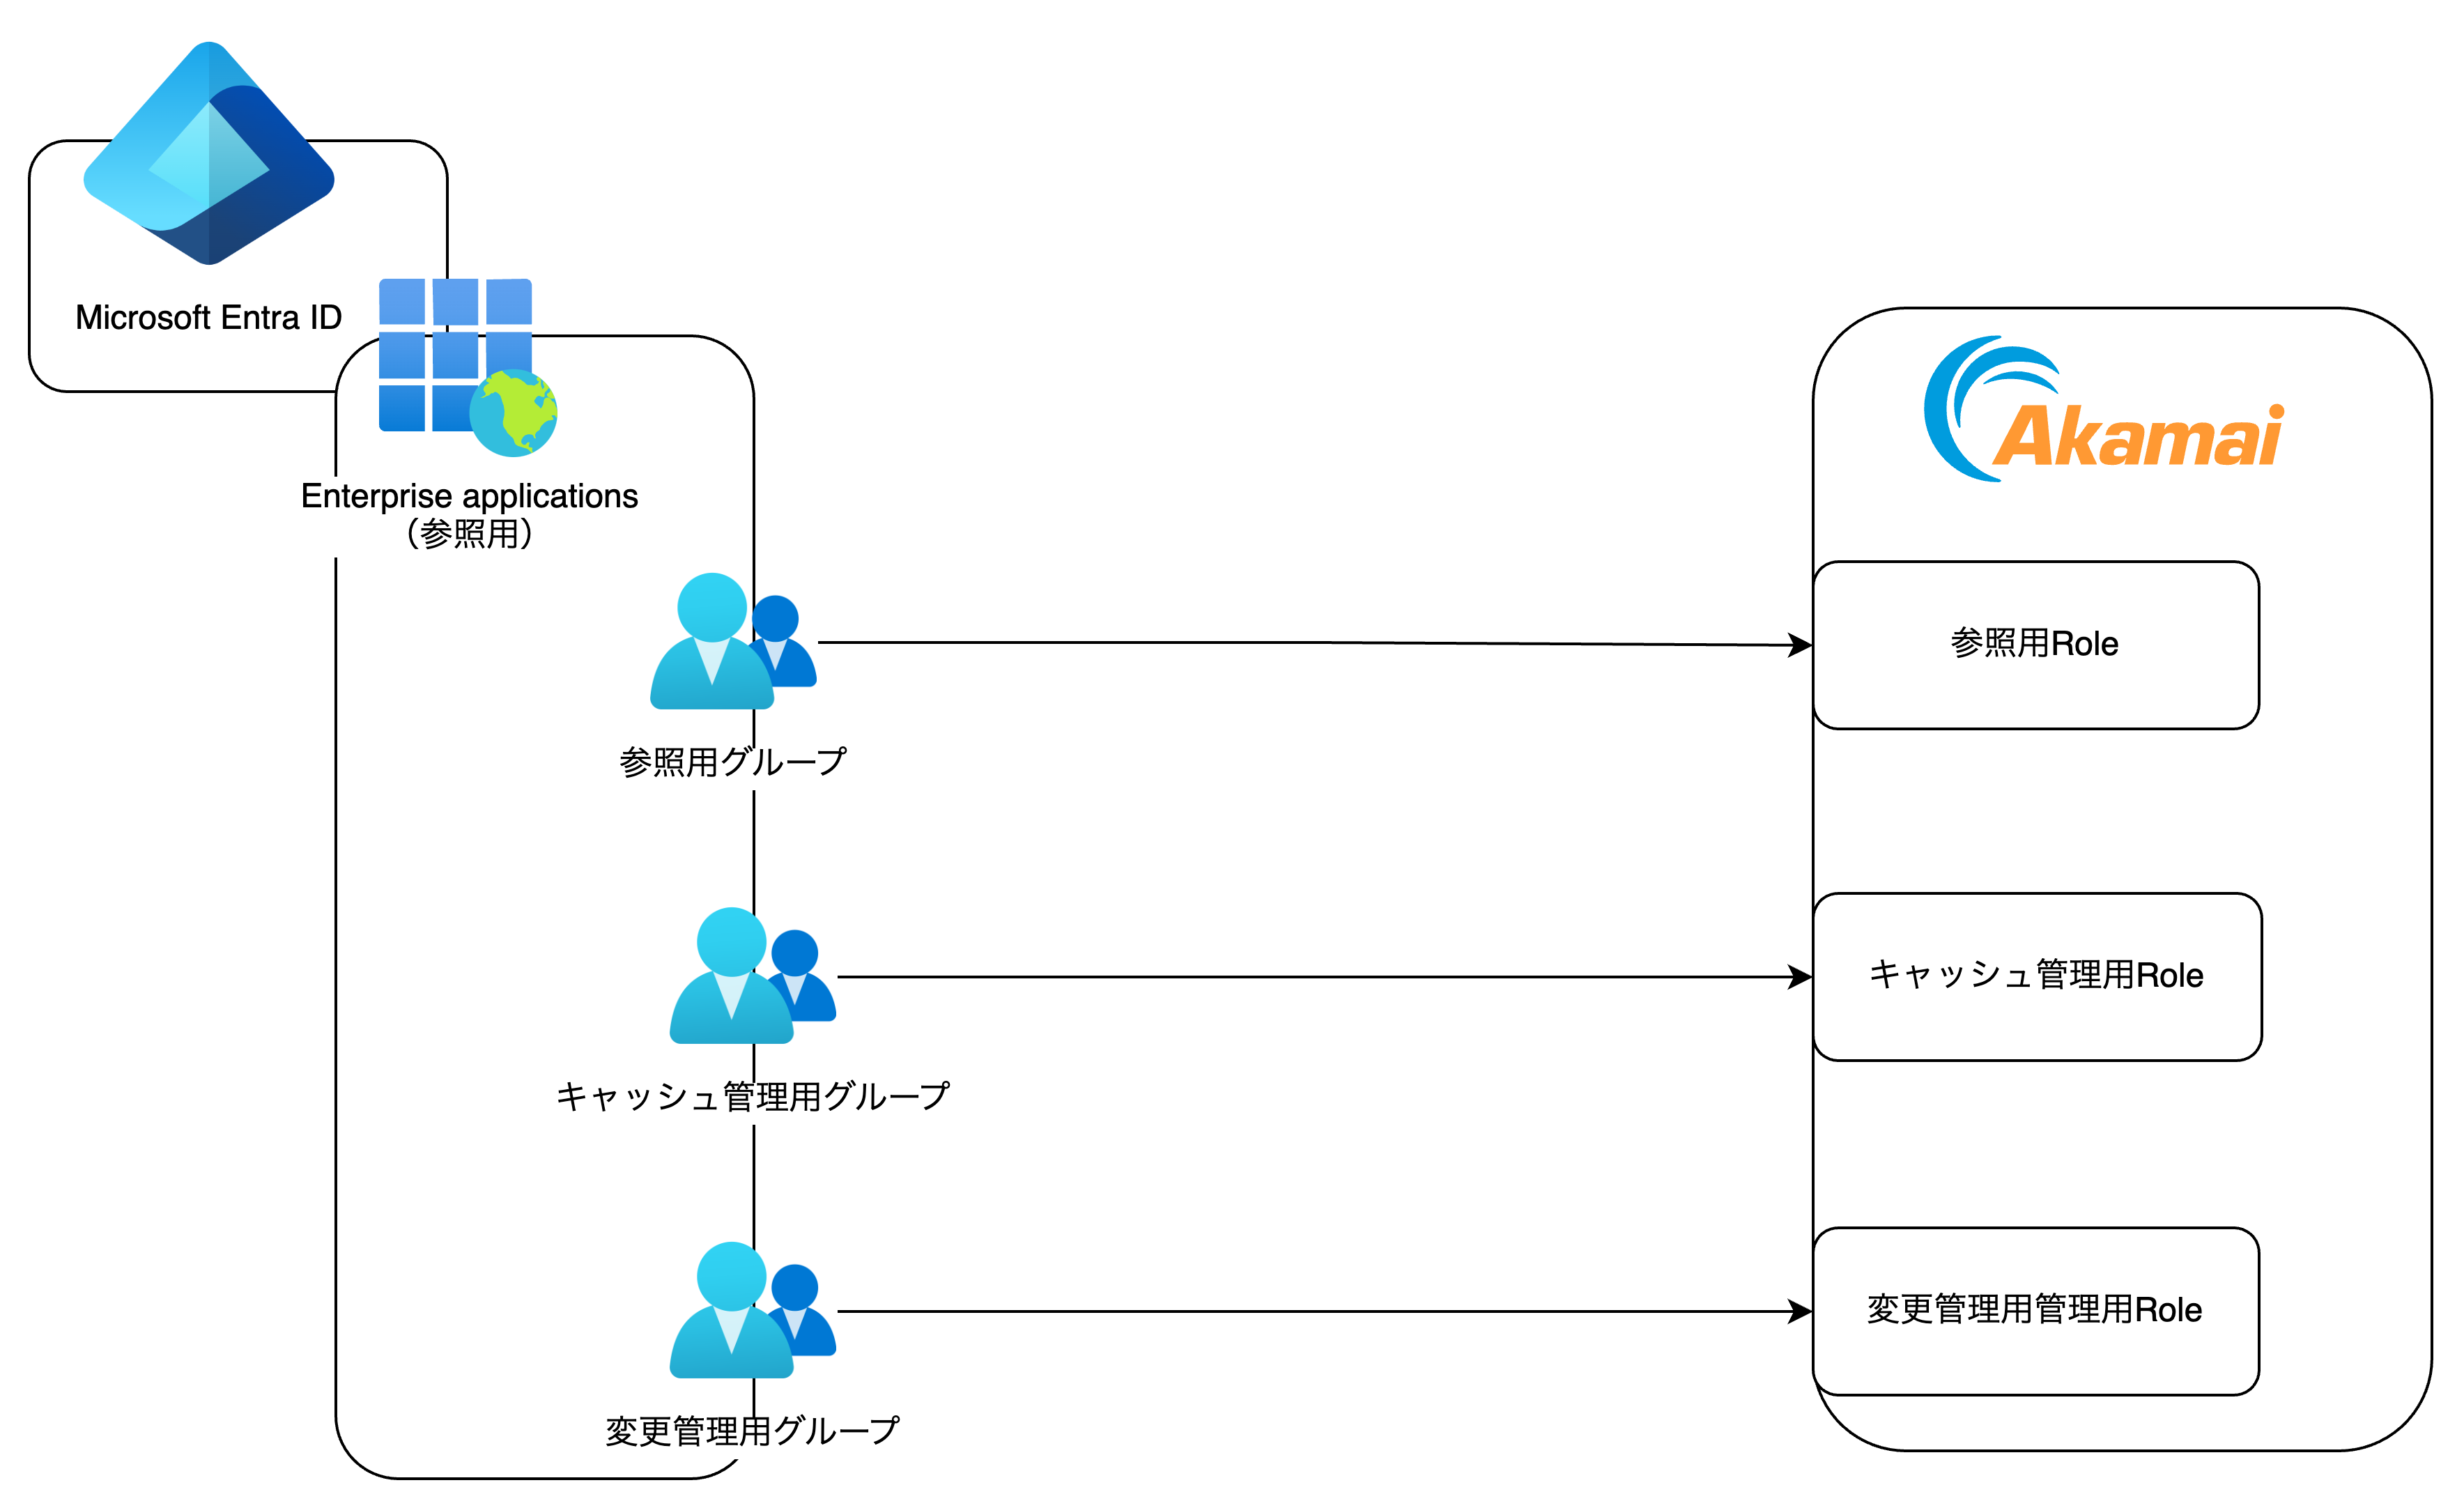 Microsoft Entra ID
Enterprise applications
（参照用）
Akamai
参照用グループ
参照用Role
キャッシュ管理用グループ
キャッシュ管理用Role
変更管理用グループ
変更管理用管理用Role